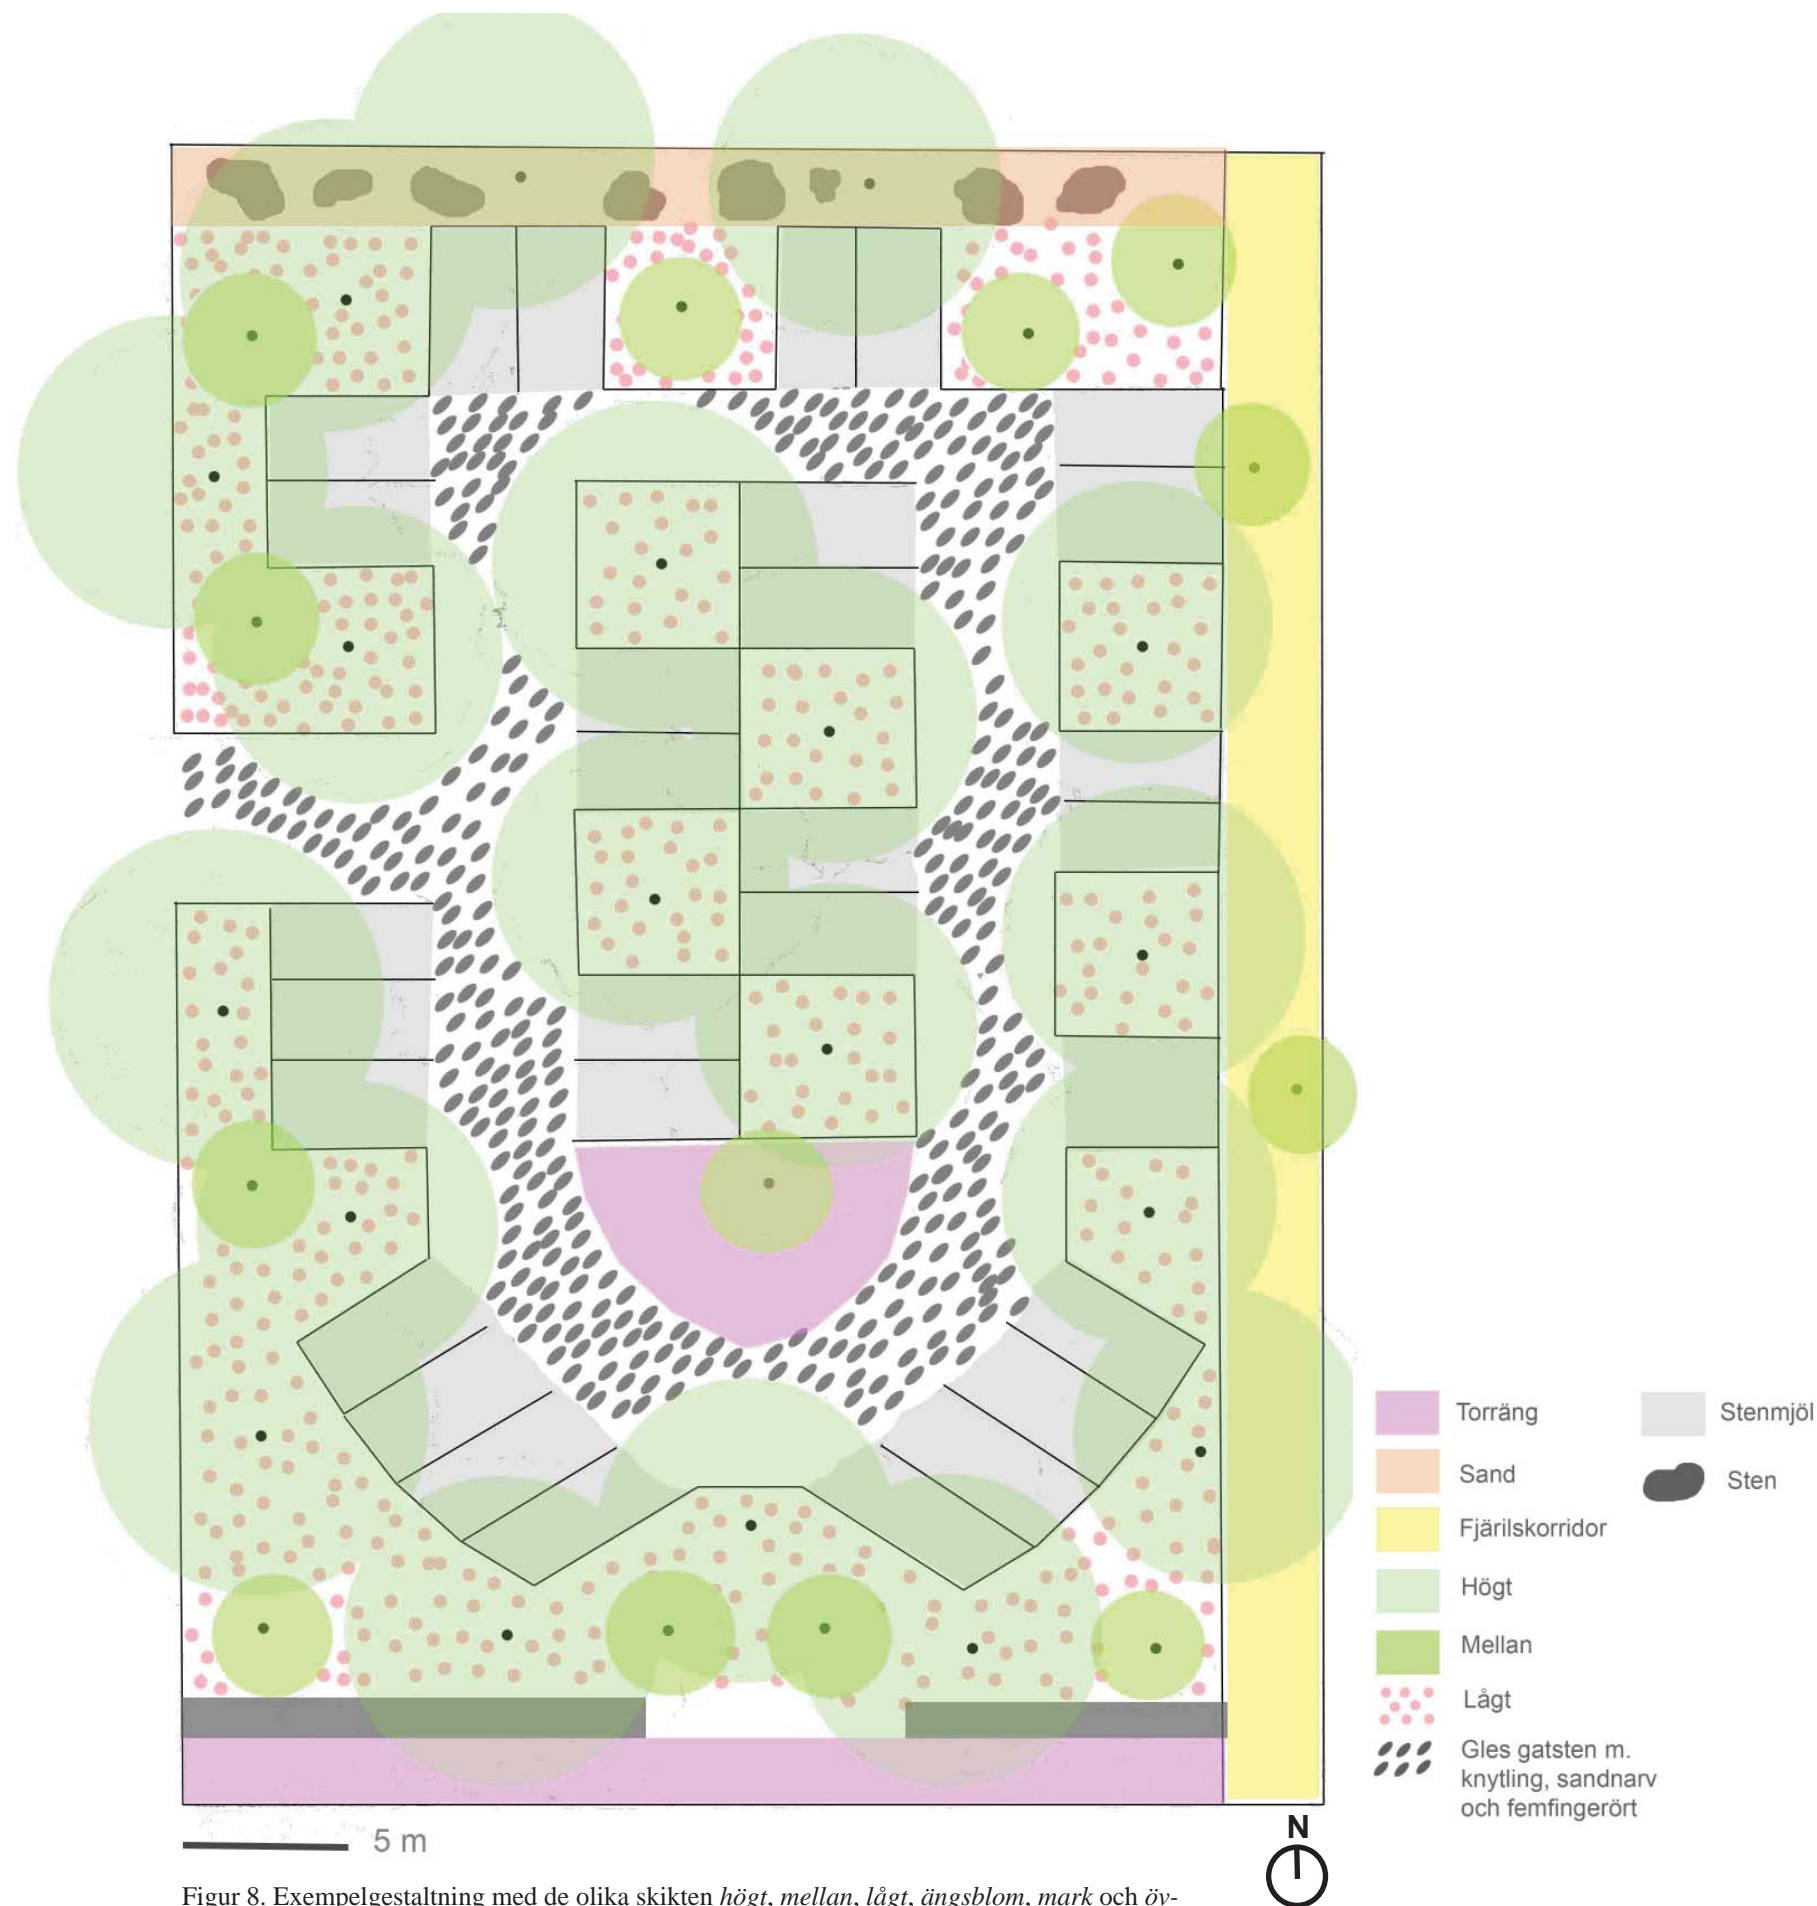 Torräng
Sand
Fjärilskorridor
Högt
Mellan
Lågt
Gles gatsten m.
knytling, sandnarv
och femfingerört
Stenmjöl
Sten
5 m
N
Figur 8. Exempelgestaltning med de olika skikten högt, mellan, lågt, ängsblom, mark och öv-